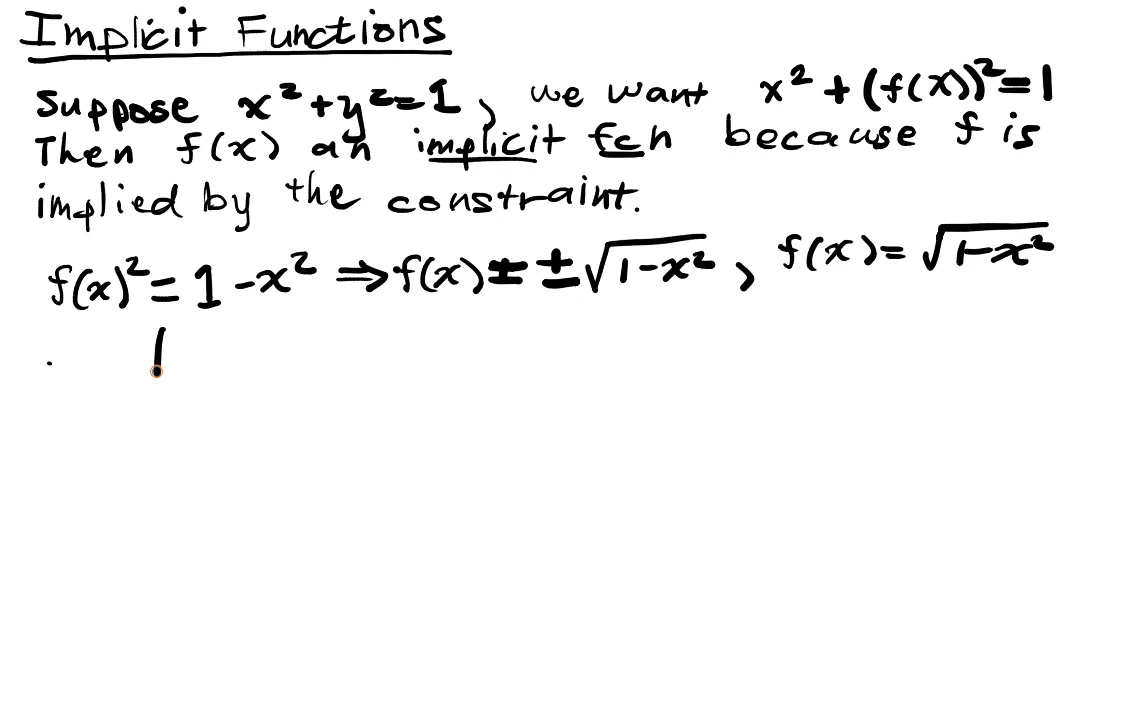 Implicit Functions
Suppose x² + y² = 1, we want x² + (f(x))² = 1
Then f(x) an implicit fcn because f is
implied by the constraint.
f(x)² = 1 - x² ⇒ f(x) ± ±√(1-x²) , f(x) = √(1-x²)